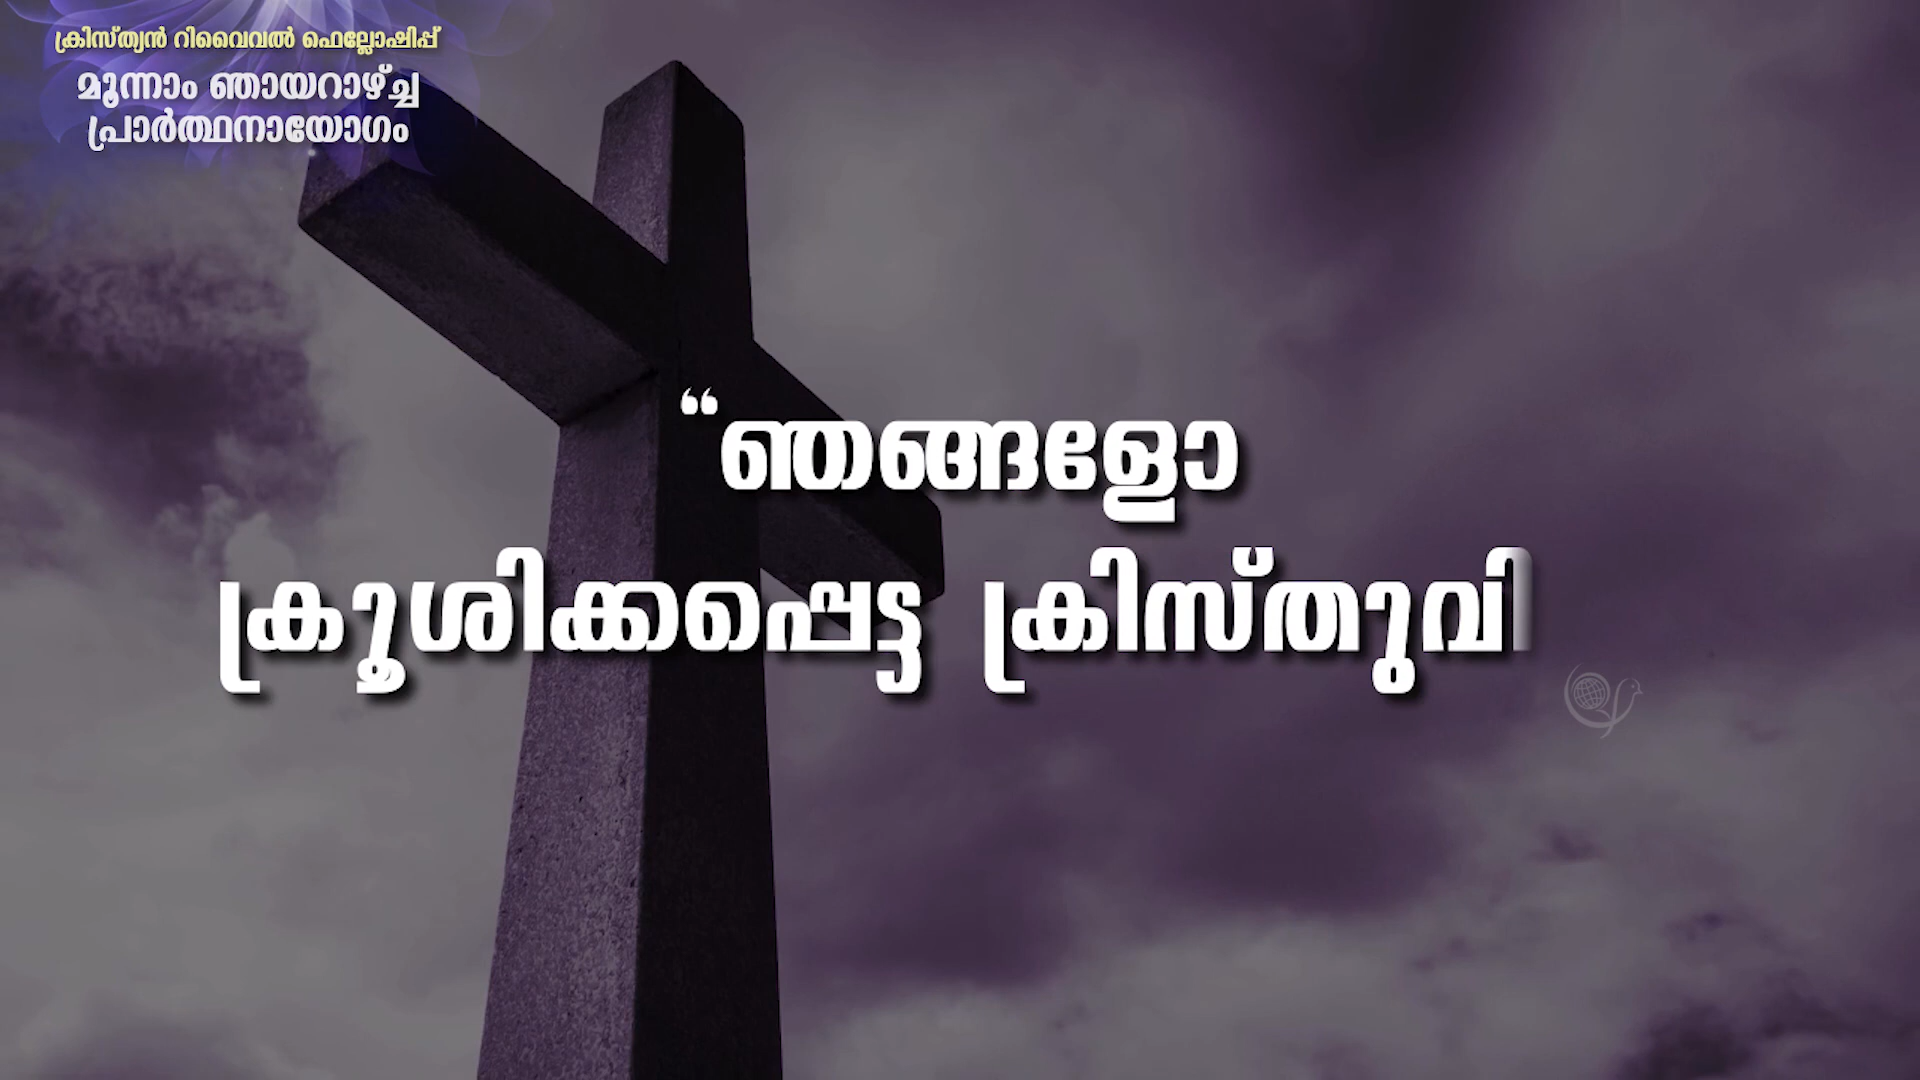 ക്രിസ്ത്യൻ റിവൈവൽ ഫെല്ലോഷിപ്പ്
മൂന്നാം ഞായറാഴ്ച്ച
പ്രാർത്ഥനായോഗം
“ഞങ്ങളോ
ക്രൂശിക്കപ്പെട്ട ക്രിസ്തുവി